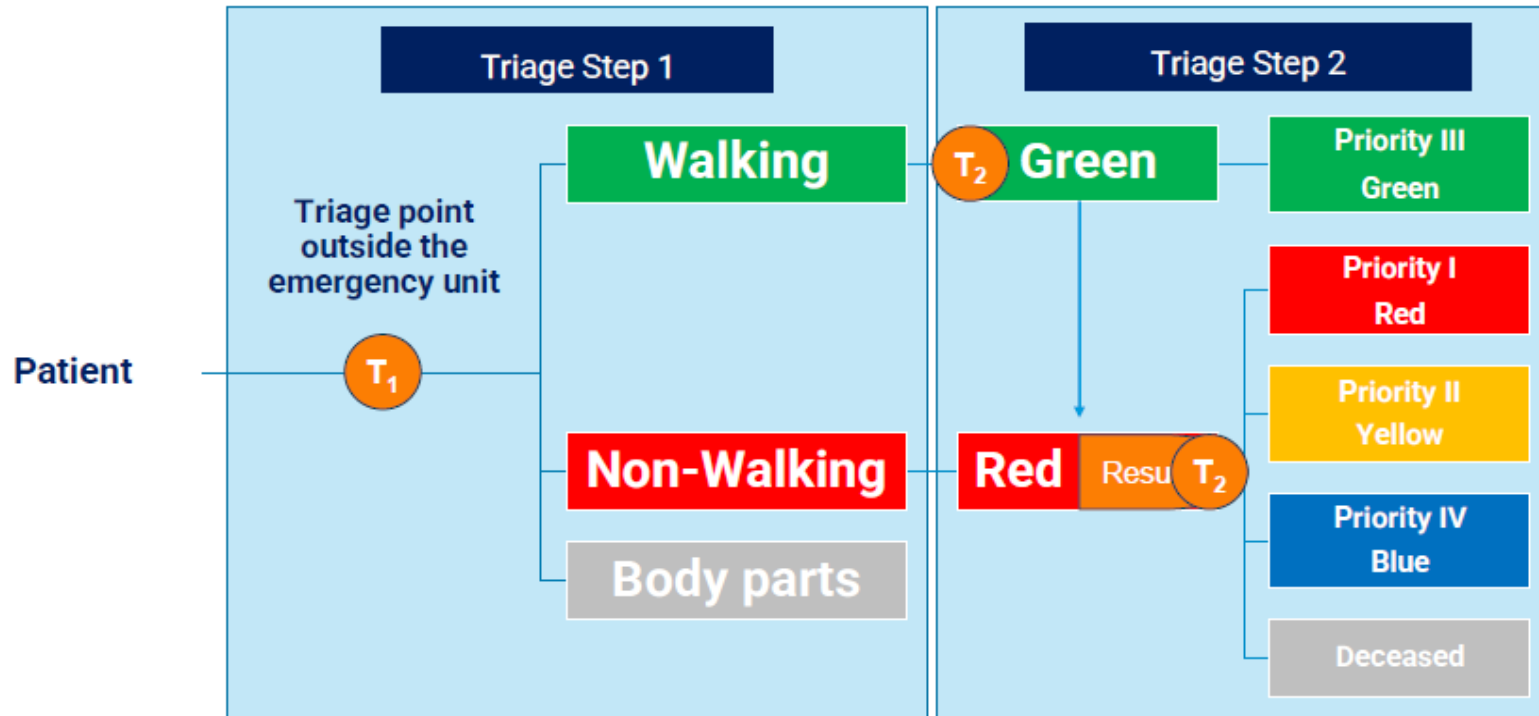 Triage Step 1
Triage Step 2
Walking
T2
Green
Priority III
Green
Triage point
outside the
emergency unit
Priority I
Red
Patient
T1
Priority II
Yellow
Non-Walking
Red
Resu
T2
Priority IV
Blue
Body parts
Deceased